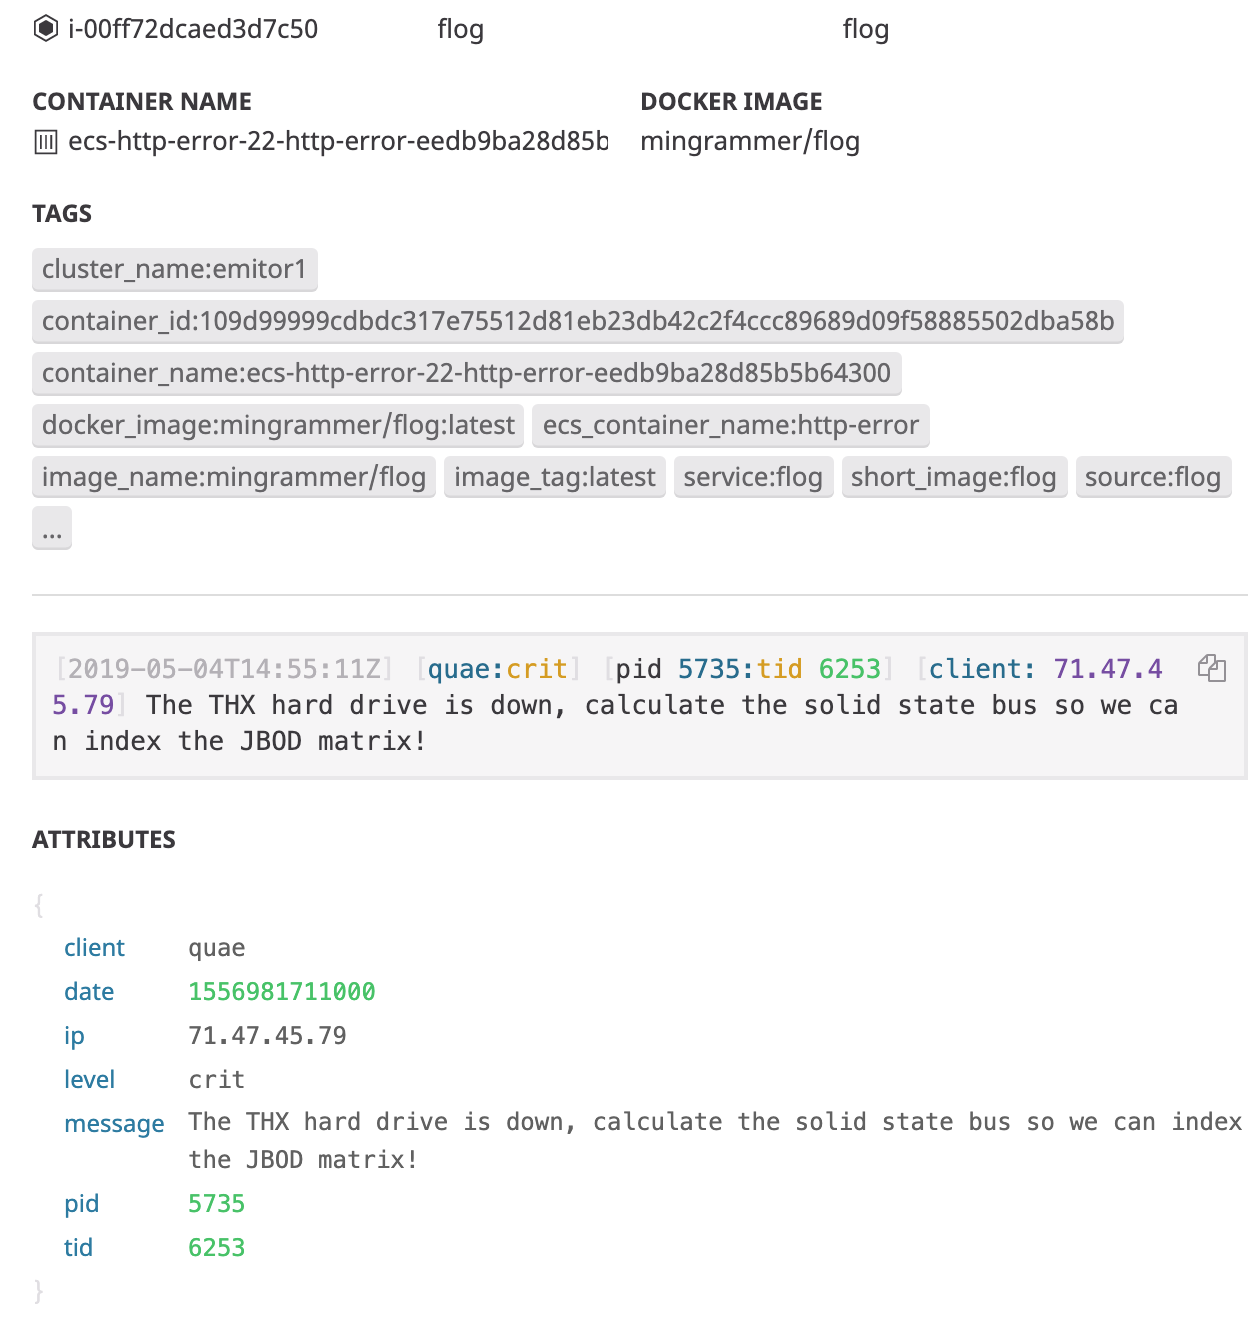 i-00ff72dcaed3d7c50 flog flog
CONTAINER NAME DOCKER IMAGE
ecs-http-error-22-http-error-eedb9ba28d85b mingrammer/flog
TAGS
cluster_name:emitor1
container_id:109d99999cdbdc317e75512d81eb23db42c2f4ccc89689d09f58885502dba58b
container_name:ecs-http-error-22-http-error-eedb9ba28d85b5b64300
docker_image:mingrammer/flog:latest ecs_container_name:http-error
image_name:mingrammer/flog image_tag:latest service:flog short_image:flog source:flog
...
[2019-05-04T14:55:11Z] [quae:crit] [pid 5735:tid 6253] [client: 71.47.4
5.79] The THX hard drive is down, calculate the solid state bus so we ca
n index the JBOD matrix!
ATTRIBUTES
{
client quae
date 1556981711000
ip 71.47.45.79
level crit
message The THX hard drive is down, calculate the solid state bus so we can index
the JBOD matrix!
pid 5735
tid 6253
}